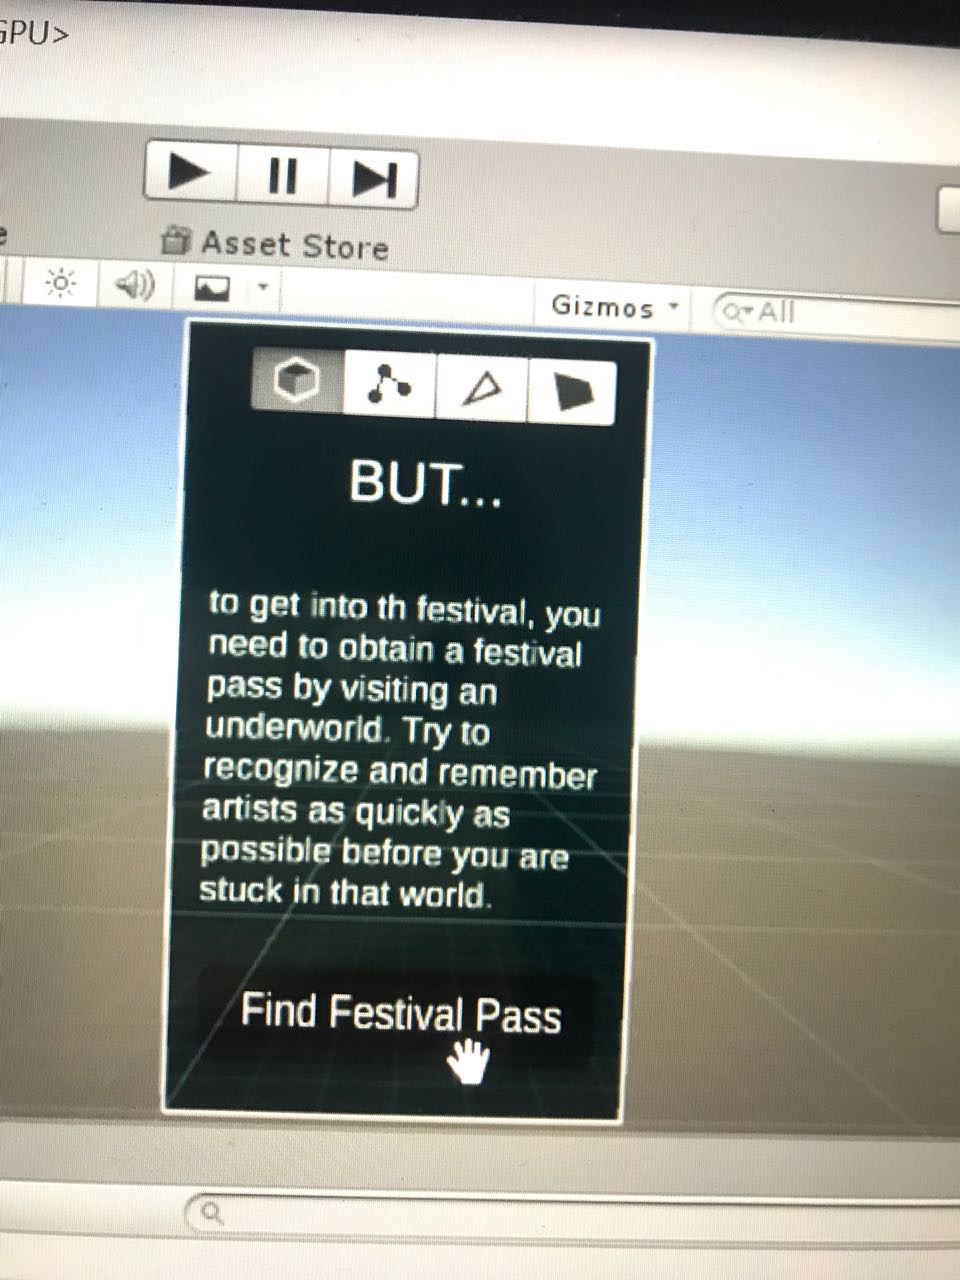 GPU>
Asset Store
Gizmos
All
BUT...
to get into th festival, you
need to obtain a festival
pass by visiting an
underworld. Try to
recognize and remember
artists as quickly as
possible before you are
stuck in that world.
Find Festival Pass